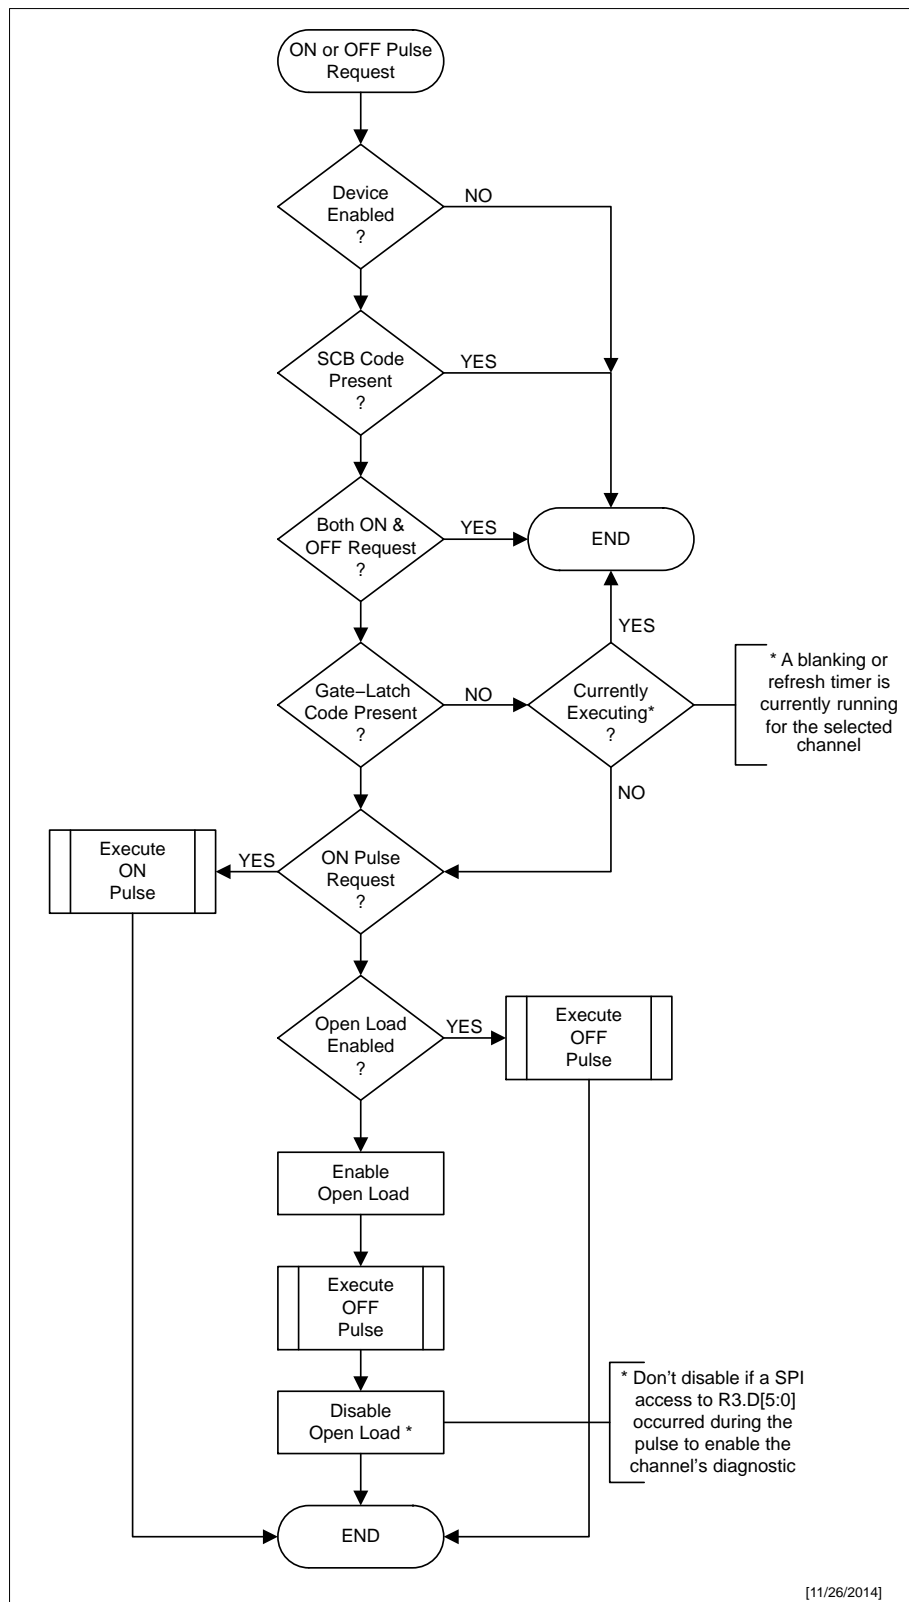 ON or OFF Pulse
Request
Device
Enabled
?
NO
SCB Code
Present
?
YES
Both ON &
OFF Request
?
YES
END
YES
Gate–Latch
Code Present
?
NO
Currently
Executing*
?
* A blanking or
refresh timer is
currently running
for the selected
channel
NO
Execute
ON
Pulse
YES
ON Pulse
Request
?
Open Load
Enabled
?
YES
Execute
OFF
Pulse
Enable
Open Load
Execute
OFF
Pulse
Disable
Open Load *
* Don't disable if a SPI
access to R3.D[5:0]
occurred during the
pulse to enable the
channel's diagnostic
END
[11/26/2014]